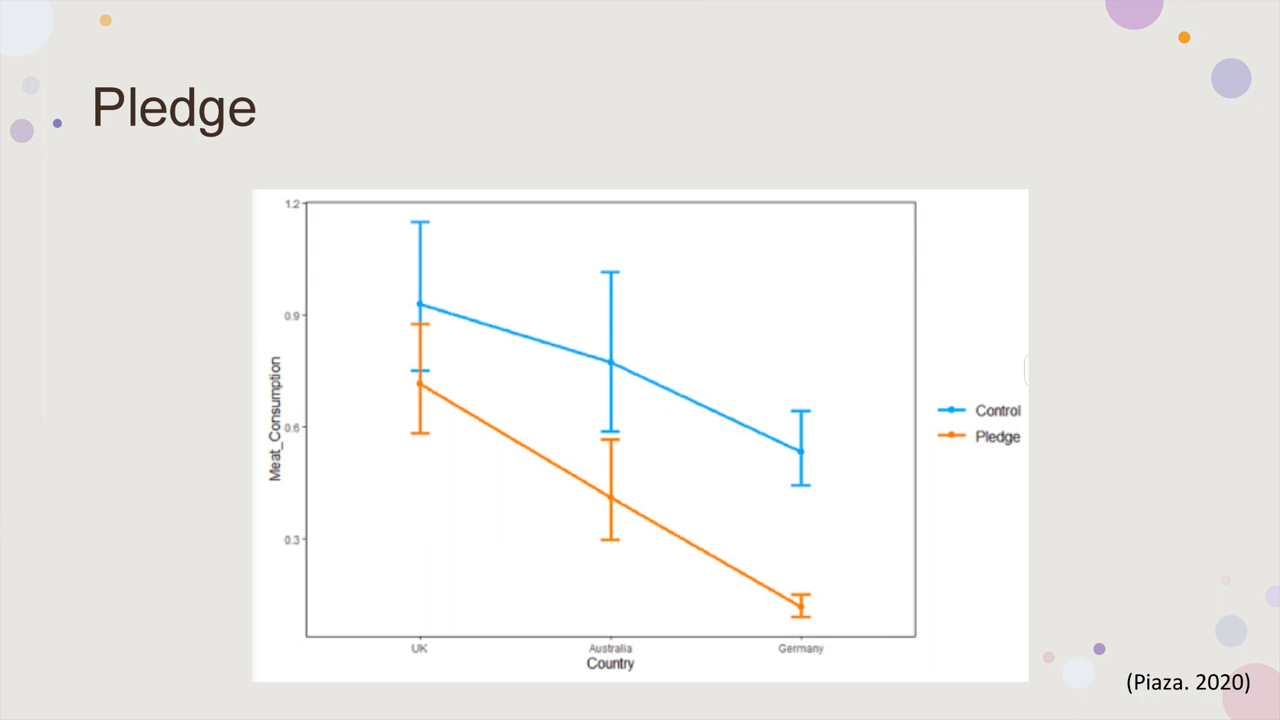 Pledge
1.2
0.9
0.6
0.3
Meat_Consumption
UK
Australia
Germany
Country
Control
Pledge
(Piaza. 2020)